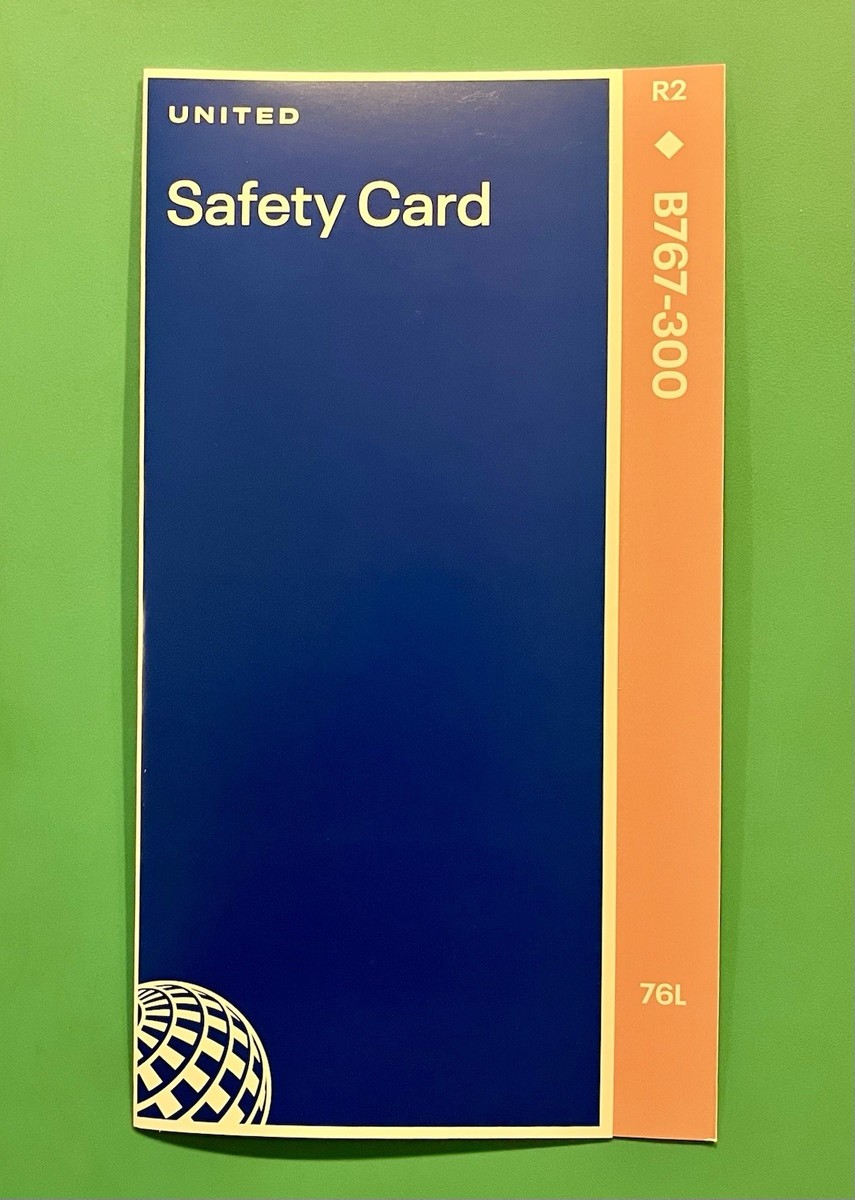 UNITED
Safety Card
R2
B767-300
76L